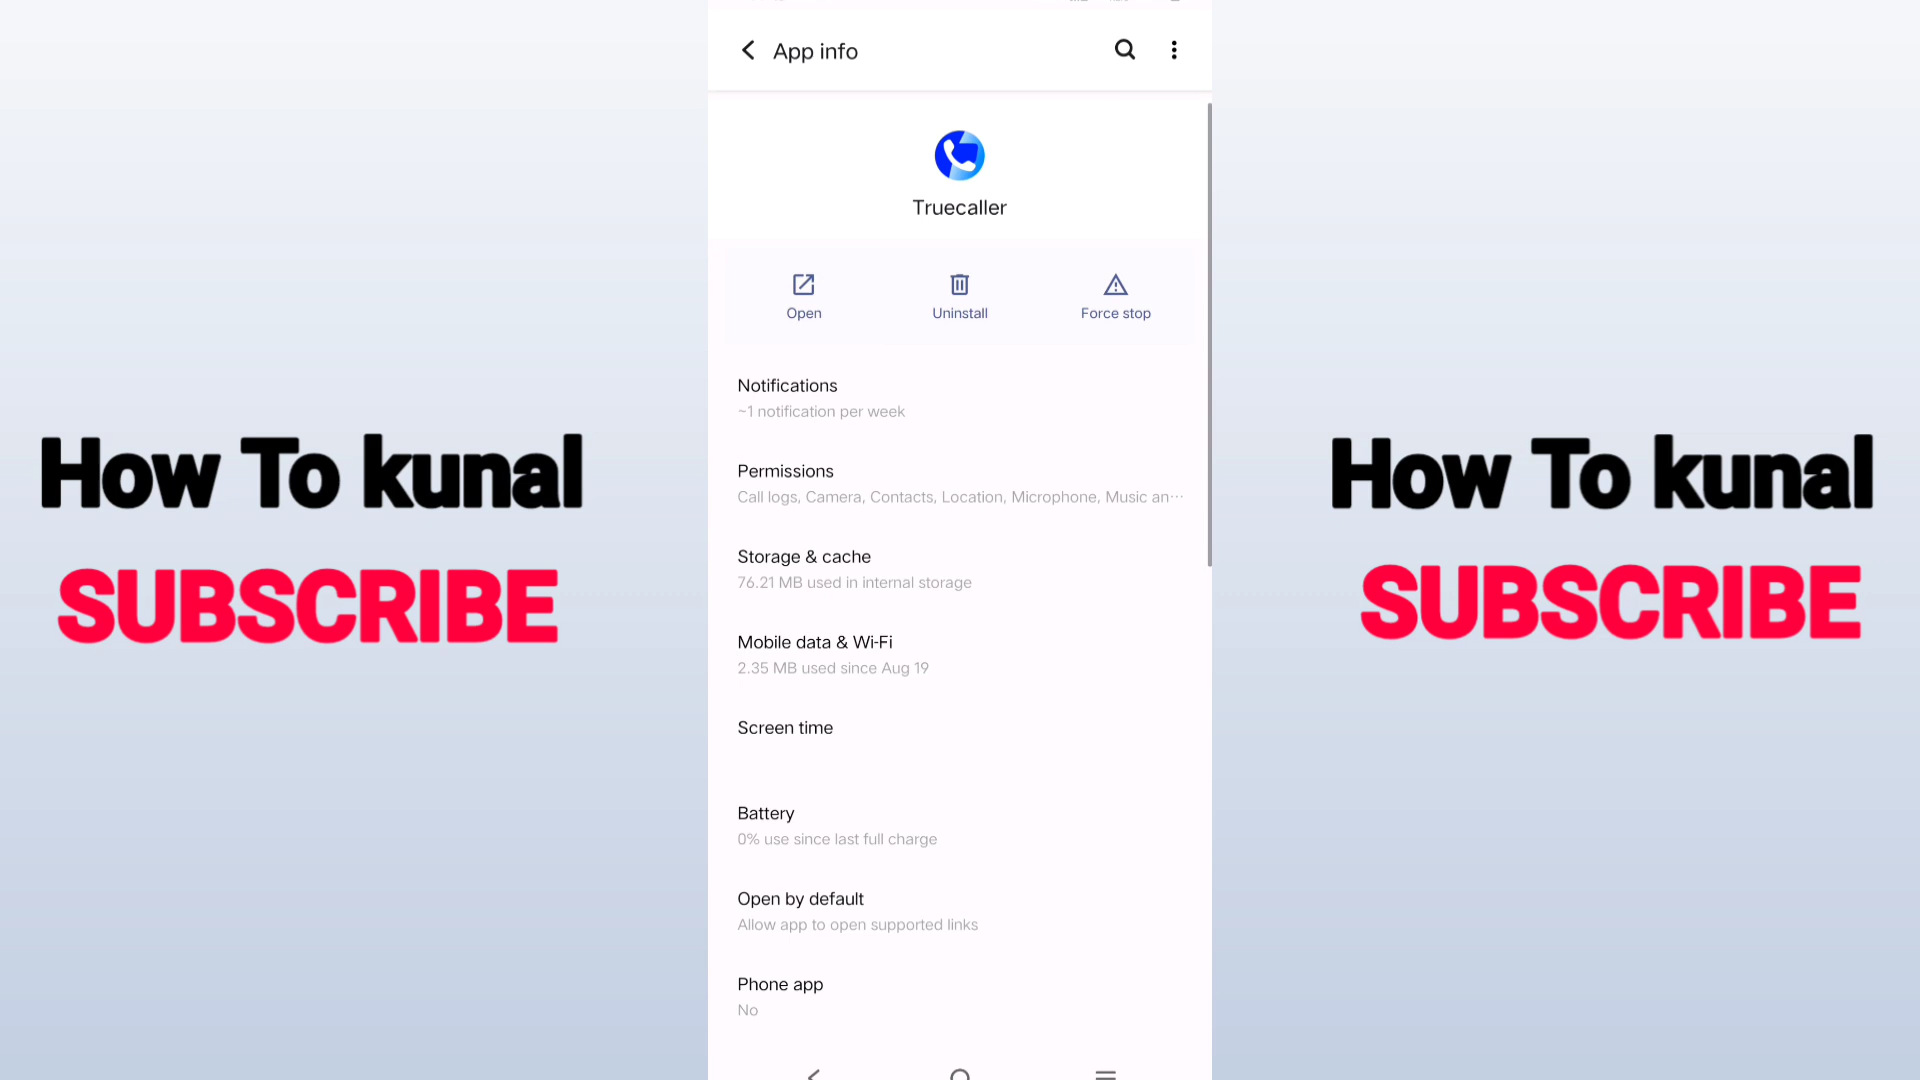 App info
Truecaller
Open
Uninstall
Force stop
Notifications
~1 notification per week
Permissions
Call logs, Camera, Contacts, Location, Microphone, Music an...
Storage & cache
76.21 MB used in internal storage
Mobile data & Wi-Fi
2.35 MB used since Aug 19
Screen time
Battery
0% use since last full charge
Open by default
Allow app to open supported links
Phone app
No
How To kunal
SUBSCRIBE
How To kunal
SUBSCRIBE